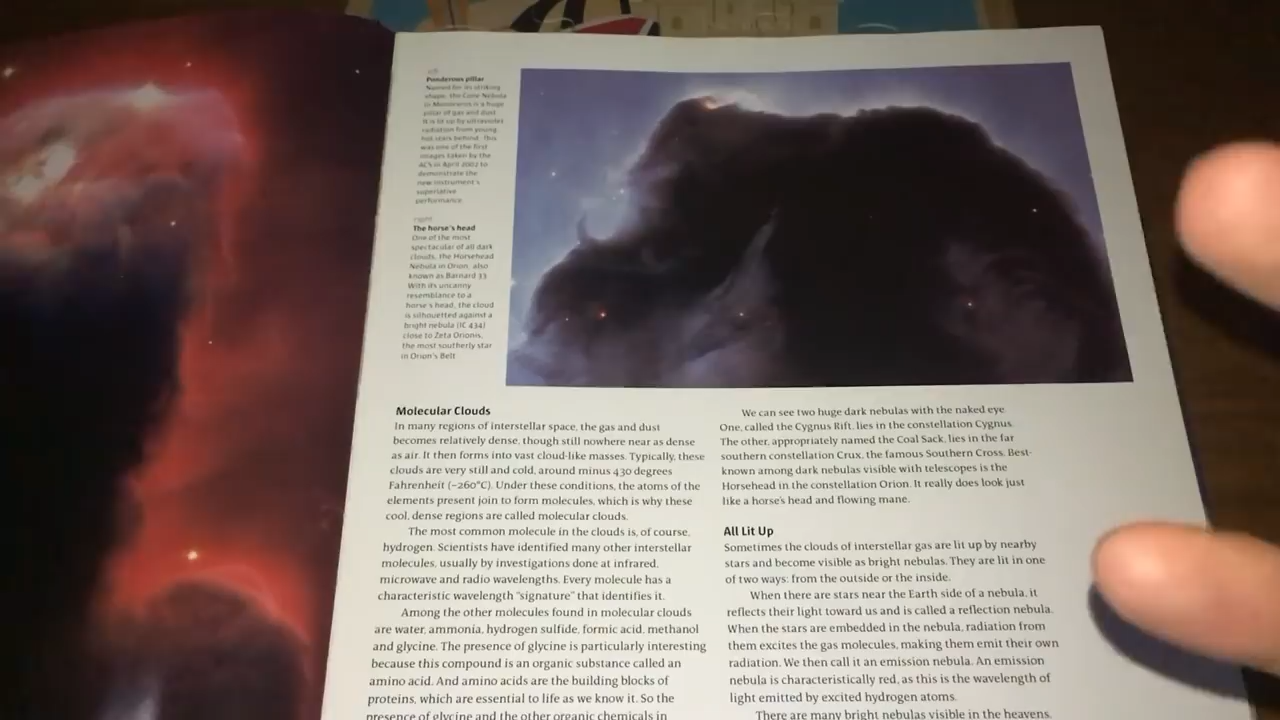 left
Ponderous pillar
Named for its striking
shape, the Cone Nebula
in Monoceros is a huge
pillar of gas and dust.
It is lit up by ultraviolet
radiation from young,
hot stars behind. This
was one of the first
images taken by the
ACS in April 2002 to
demonstrate the
new instrument's
superlative
performance.
right
The horse's head
One of the most
spectacular of all dark
clouds, the Horsehead
Nebula in Orion, also
known as Barnard 33.
With its uncanny
resemblance to a
horse's head, the cloud
is silhouetted against a
bright nebula (IC 434)
close to Zeta Orionis,
the most southerly star
in Orion's Belt.
Molecular Clouds
In many regions of interstellar space, the gas and dust
becomes relatively dense, though still nowhere near as dense
as air. It then forms into vast cloud-like masses. Typically, these
clouds are very still and cold, around minus 430 degrees
Fahrenheit (−260°C). Under these conditions, the atoms of the
elements present join to form molecules, which is why these
cool, dense regions are called molecular clouds.
The most common molecule in the clouds is, of course,
hydrogen. Scientists have identified many other interstellar
molecules, usually by investigations done at infrared,
microwave and radio wavelengths. Every molecule has a
characteristic wavelength "signature" that identifies it.
Among the other molecules found in molecular clouds
are water, ammonia, hydrogen sulfide, formic acid, methanol
and glycine. The presence of glycine is particularly interesting
because this compound is an organic substance called an
amino acid. And amino acids are the building blocks of
proteins, which are essential to life as we know it. So the
presence of glycine and the other organic chemicals in
We can see two huge dark nebulas with the naked eye.
One, called the Cygnus Rift, lies in the constellation Cygnus.
The other, appropriately named the Coal Sack, lies in the far
southern constellation Crux, the famous Southern Cross. Best-
known among dark nebulas visible with telescopes is the
Horsehead in the constellation Orion. It really does look just
like a horse's head and flowing mane.
All Lit Up
Sometimes the clouds of interstellar gas are lit up by nearby
stars and become visible as bright nebulas. They are lit in one
of two ways: from the outside or the inside.
When there are stars near the Earth side of a nebula, it
reflects their light toward us and is called a reflection nebula.
When the stars are embedded in the nebula, radiation from
them excites the gas molecules, making them emit their own
radiation. We then call it an emission nebula. An emission
nebula is characteristically red, as this is the wavelength of
light emitted by excited hydrogen atoms.
There are many bright nebulas visible in the heavens.